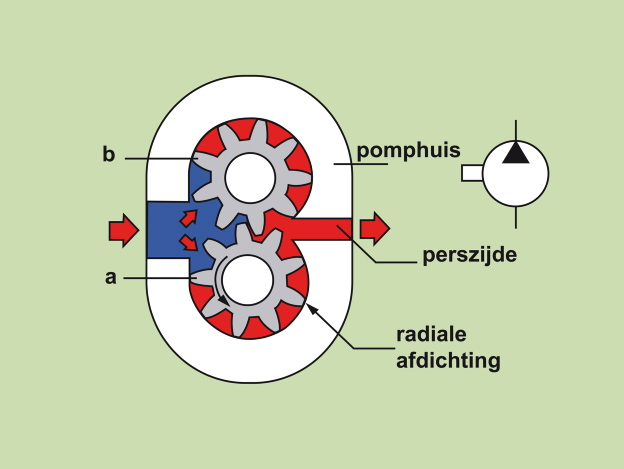 b
pomphuis
perszijde
a
radiale
afdichting